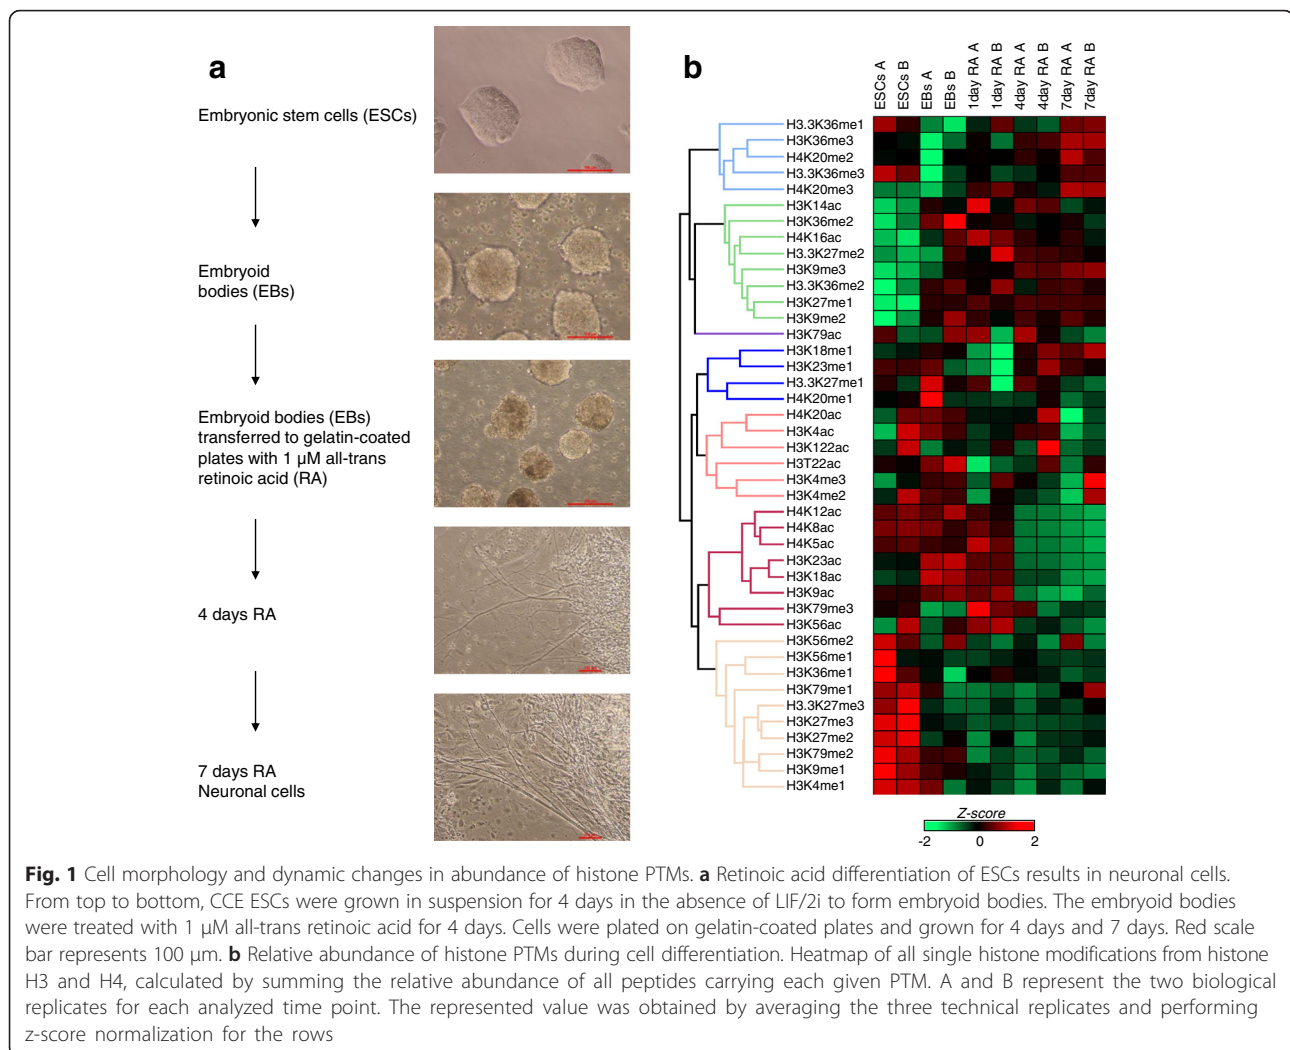 a
Embryonic stem cells (ESCs)
Embryoid
bodies (EBs)
Embryoid bodies (EBs)
transferred to gelatin-coated
plates with 1 µM all-trans
retinoic acid (RA)
4 days RA
7 days RA
Neuronal cells
b
ESCs A
ESCs B
EBs A
EBs B
1day RA A
1day RA B
4day RA A
4day RA B
7day RA A
7day RA B
H3.3K36me1
H3K36me3
H4K20me2
H3.3K36me3
H4K20me3
H3K14ac
H3K36me2
H4K16ac
H3.3K27me2
H3K9me3
H3.3K36me2
H3K27me1
H3K9me2
H3K79ac
H3K18me1
H3K23me1
H3.3K27me1
H4K20me1
H4K20ac
H3K4ac
H3K122ac
H3T22ac
H3K4me3
H3K4me2
H4K12ac
H4K8ac
H4K5ac
H3K23ac
H3K18ac
H3K9ac
H3K79me3
H3K56ac
H3K56me2
H3K56me1
H3K36me1
H3K79me1
H3.3K27me3
H3K27me3
H3K27me2
H3K79me2
H3K9me1
H3K4me1
Z-score
-2 0 2
Fig. 1 Cell morphology and dynamic changes in abundance of histone PTMs. a Retinoic acid differentiation of ESCs results in neuronal cells.
From top to bottom, CCE ESCs were grown in suspension for 4 days in the absence of LIF/2i to form embryoid bodies. The embryoid bodies
were treated with 1 µM all-trans retinoic acid for 4 days. Cells were plated on gelatin-coated plates and grown for 4 days and 7 days. Red scale
bar represents 100 µm. b Relative abundance of histone PTMs during cell differentiation. Heatmap of all single histone modifications from histone
H3 and H4, calculated by summing the relative abundance of all peptides carrying each given PTM. A and B represent the two biological
replicates for each analyzed time point. The represented value was obtained by averaging the three technical replicates and performing
z-score normalization for the rows